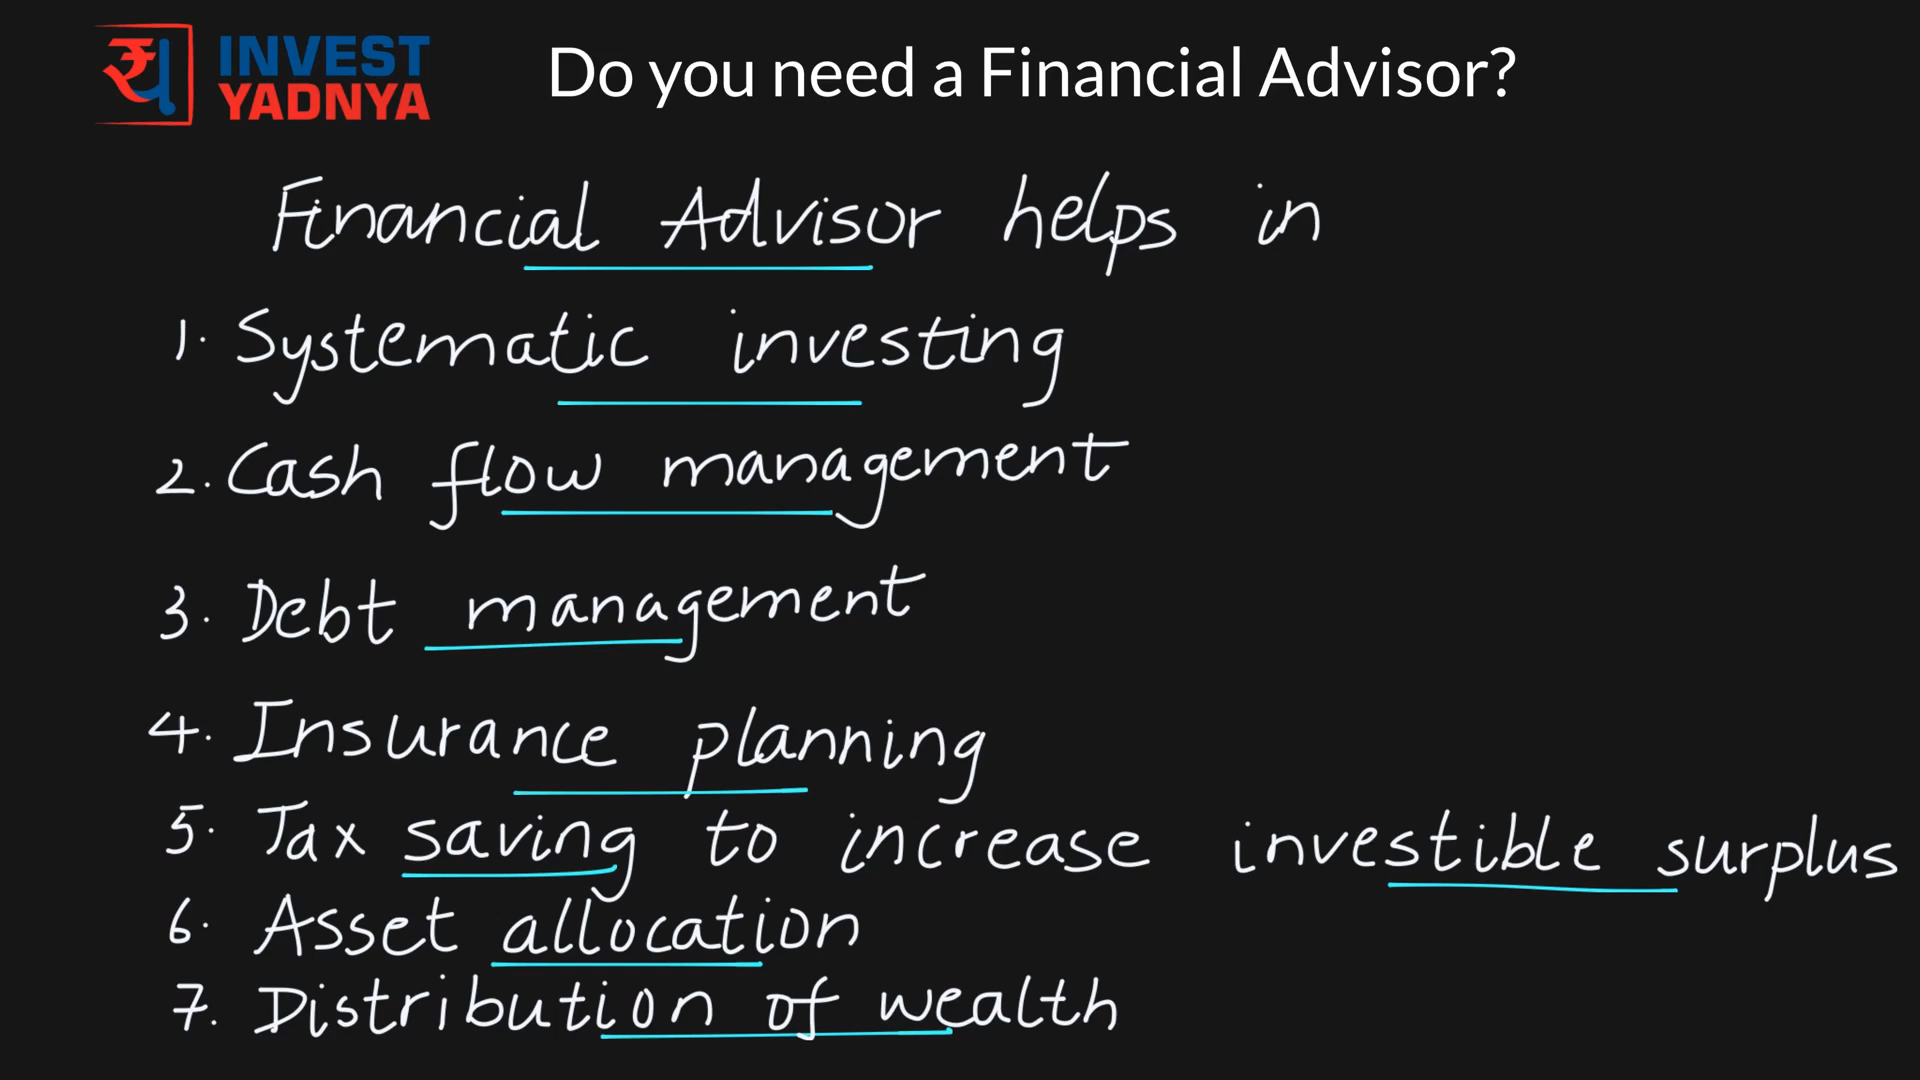 य
INVEST
YADNYA
Do you need a Financial Advisor?
Financial Advisor helps in
1. Systematic investing
2. Cash flow management
3. Debt management
4. Insurance planning
5. Tax saving to increase investible surplus
6. Asset allocation
7. Distribution of wealth